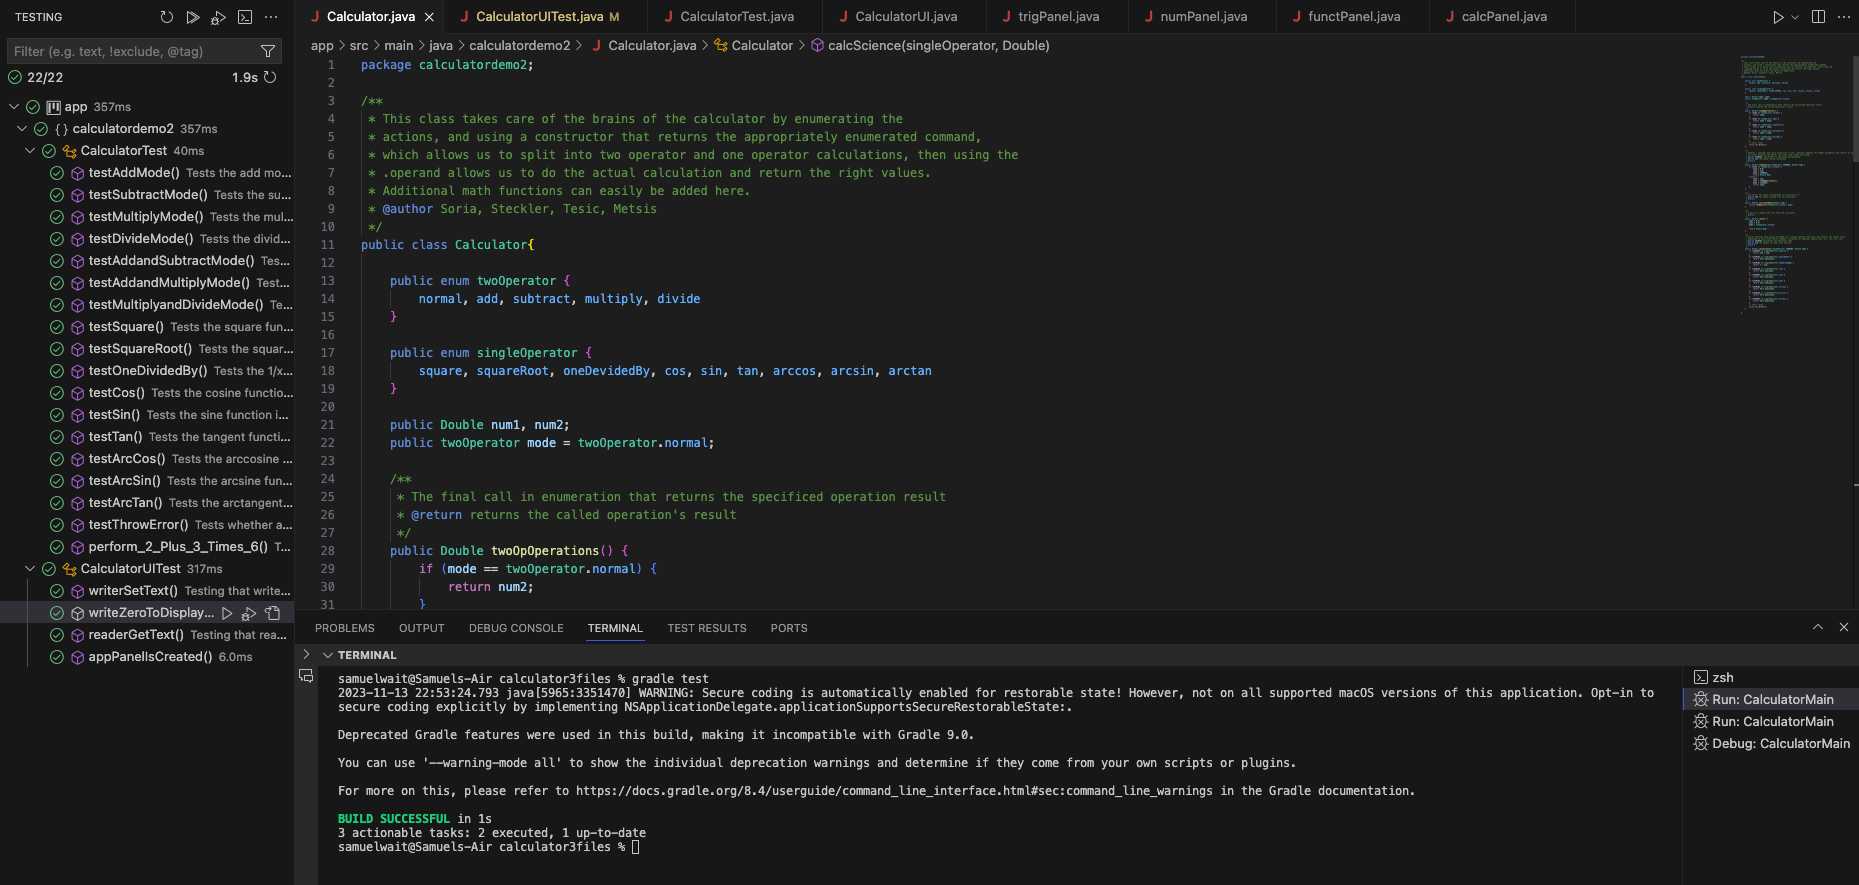 TESTING
Filter (e.g. text, !exclude, @tag)
22/22 1.9s
app 357ms
{ } calculatordemo2 357ms
CalculatorTest 40ms
testAddMode() Tests the add mo...
testSubtractMode() Tests the su...
testMultiplyMode() Tests the mul...
testDivideMode() Tests the divid...
testAddandSubtractMode() Tes...
testAddandMultiplyMode() Test...
testMultiplyandDivideMode() Te...
testSquare() Tests the square fun...
testSquareRoot() Tests the squar...
testOneDividedBy() Tests the 1/x...
testCos() Tests the cosine functio...
testSin() Tests the sine function i...
testTan() Tests the tangent functi...
testArcCos() Tests the arccosine ...
testArcSin() Tests the arcsine fun...
testArcTan() Tests the arctangent...
testThrowError() Tests whether a...
perform_2_Plus_3_Times_6() T...
CalculatorUITest 317ms
writerSetText() Testing that write...
writeZeroToDisplay...
readerGetText() Testing that rea...
appPanelIsCreated() 6.0ms
J Calculator.java J CalculatorUITest.java M J CalculatorTest.java J CalculatorUI.java J trigPanel.java J numPanel.java J functPanel.java J calcPanel.java
app > src > main > java > calculatordemo2 > J Calculator.java > Calculator > calcScience(singleOperator, Double)
1 package calculatordemo2;
2
3 /**
4 * This class takes care of the brains of the calculator by enumerating the
5 * actions, and using a constructor that returns the appropriately enumerated command,
6 * which allows us to split into two operator and one operator calculations, then using the
7 * .operand allows us to do the actual calculation and return the right values.
8 * Additional math functions can easily be added here.
9 * @author Soria, Steckler, Tesic, Metsis
10 */
11 public class Calculator{
12
13 public enum twoOperator {
14 normal, add, subtract, multiply, divide
15 }
16
17 public enum singleOperator {
18 square, squareRoot, oneDevidedBy, cos, sin, tan, arccos, arcsin, arctan
19 }
20
21 public Double num1, num2;
22 public twoOperator mode = twoOperator.normal;
23
24 /**
25 * The final call in enumeration that returns the specificed operation result
26 * @return returns the called operation's result
27 */
28 public Double twoOpOperations() {
29 if (mode == twoOperator.normal) {
30 return num2;
31 }
PROBLEMS OUTPUT DEBUG CONSOLE TERMINAL TEST RESULTS PORTS
TERMINAL
samuelwait@Samuels-Air calculator3files % gradle test
2023-11-13 22:53:24.793 java[5965:3351470] WARNING: Secure coding is automatically enabled for restorable state! However, not on all supported macOS versions of this application. Opt-in to
secure coding explicitly by implementing NSApplicationDelegate.applicationSupportsSecureRestorableState:.
Deprecated Gradle features were used in this build, making it incompatible with Gradle 9.0.
You can use '--warning-mode all' to show the individual deprecation warnings and determine if they come from your own scripts or plugins.
For more on this, please refer to https://docs.gradle.org/8.4/userguide/command_line_interface.html#sec:command_line_warnings in the Gradle documentation.
BUILD SUCCESSFUL in 1s
3 actionable tasks: 2 executed, 1 up-to-date
samuelwait@Samuels-Air calculator3files %
zsh
Run: CalculatorMain
Run: CalculatorMain
Debug: CalculatorMain